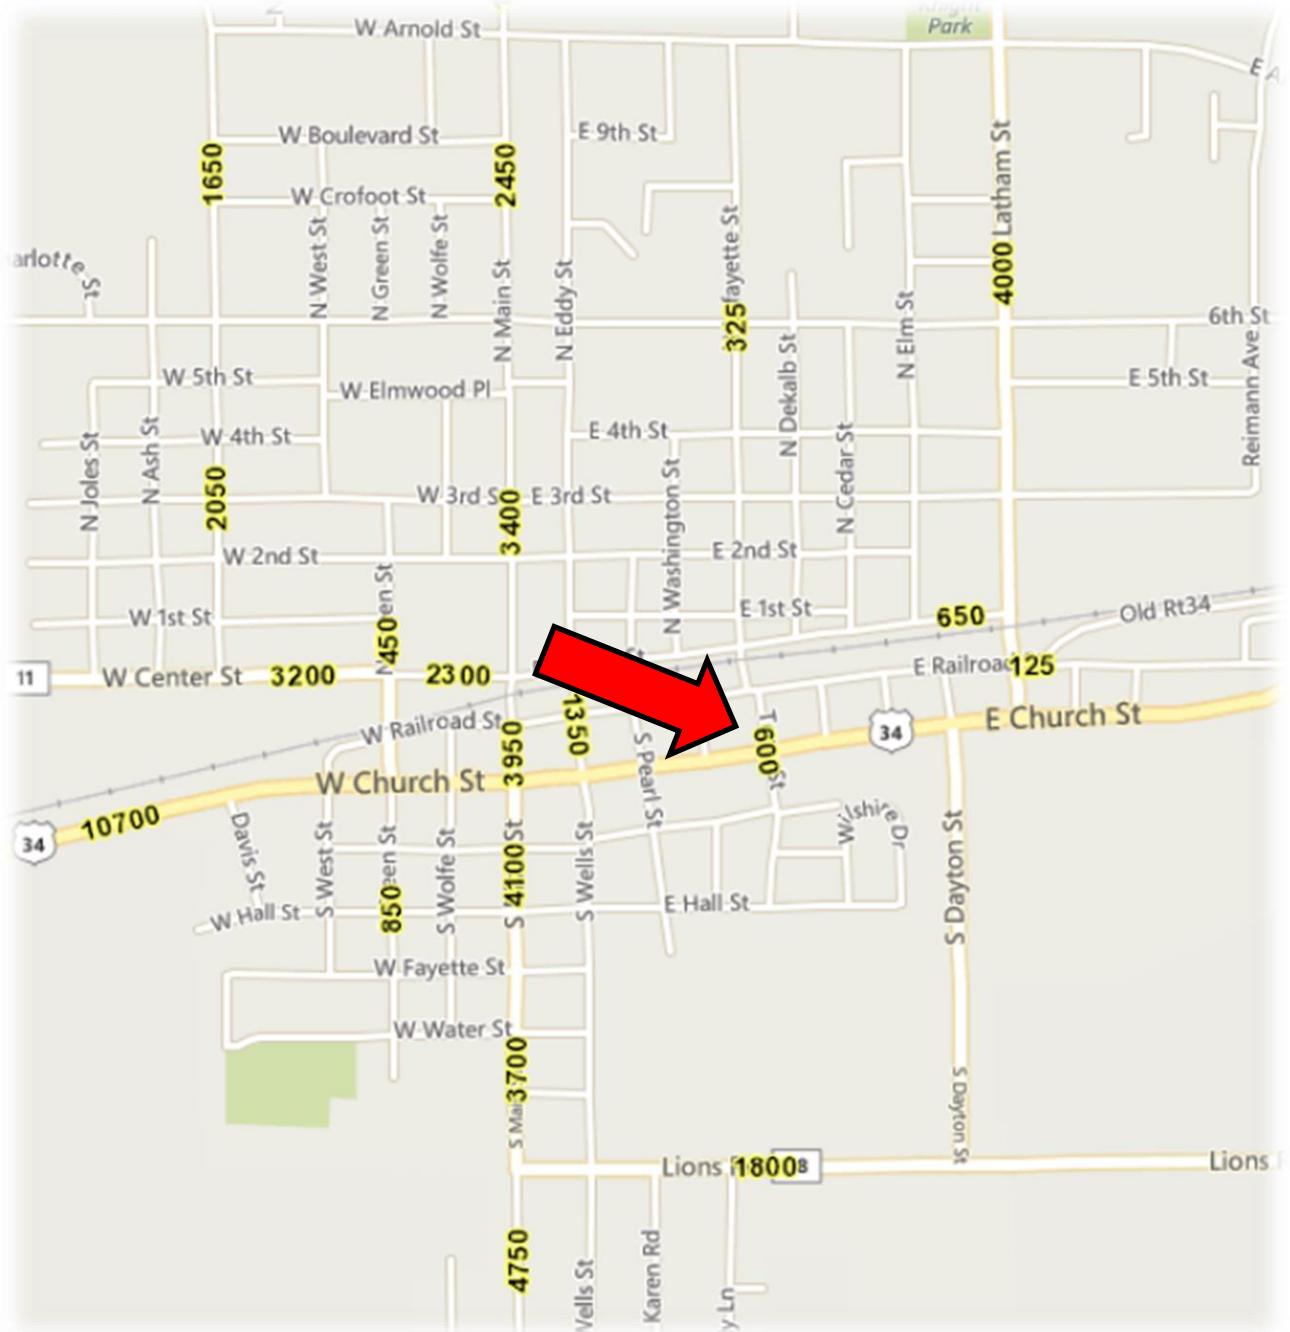 Park
W Arnold St
W Boulevard St
E 9th St
1650
2450
W Crofoot St
Latham St
N West St
N Green St
N Wolfe St
N Main St
N Eddy St
fayette St
325
4000
N Elm St
6th St
Reimann Ave
N Dekalb St
W 5th St
W Elmwood Pl
E 5th St
W 4th St
E 4th St
N Joles St
N Ash St
2050
N Cedar St
N Washington St
W 3rd S
3400
E 3rd St
W 2nd St
E 2nd St
W 1st St
E 1st St
650
Old Rt34
450
11
W Center St
3200
2300
E Railroad
125
W Railroad St
1350
3950
600
St
34
E Church St
S Pearl St
W Church St
10700
34
Davis St
Wilshire Dr
S West St
een St
850
S Wolfe St
S
4100
St
S Wells St
S Dayton St
W Hall St
E Hall St
W Fayette St
W Water St
3700
S Mai
S Dayton St
Lions
1800
8
Lions
4750
Wells St
Karen Rd
y Ln